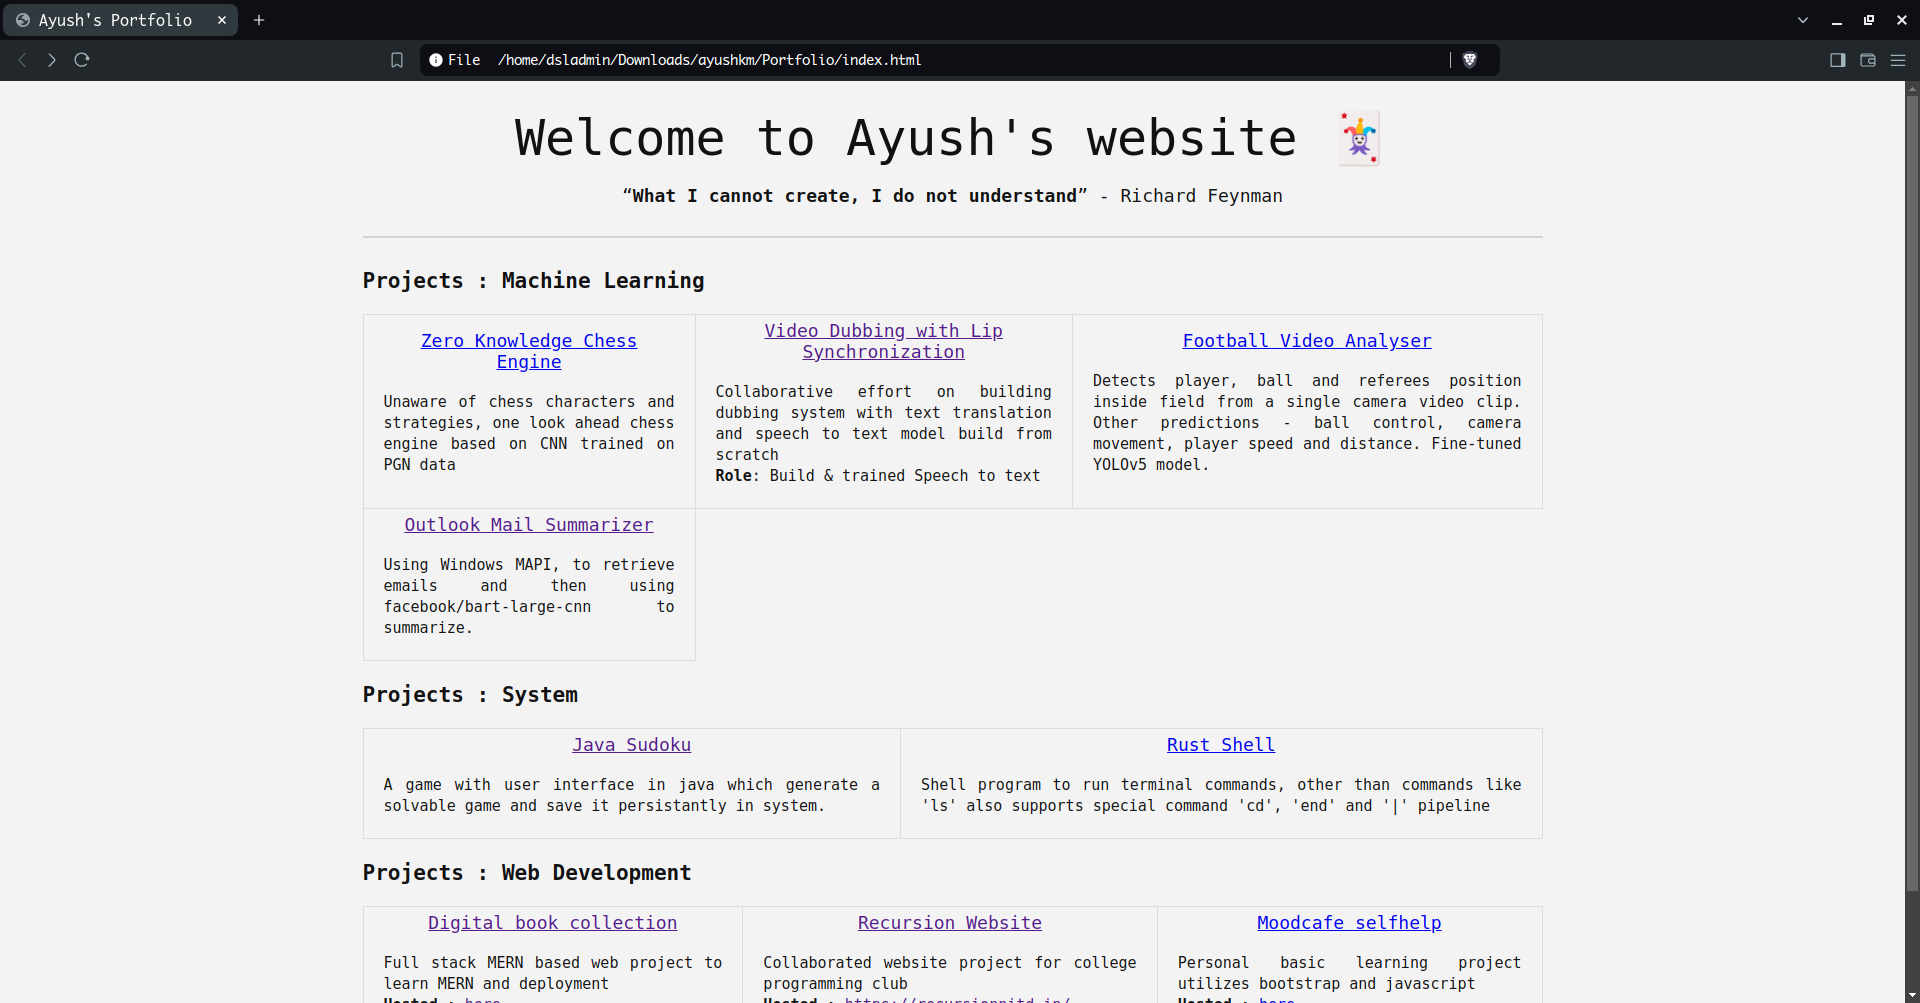 Ayush's Portfolio
File /home/dsladmin/Downloads/ayushkm/Portfolio/index.html
Welcome to Ayush's website
“What I cannot create, I do not understand” - Richard Feynman
Projects : Machine Learning
Zero Knowledge Chess
Engine
Unaware of chess characters and
strategies, one look ahead chess
engine based on CNN trained on
PGN data
Video Dubbing with Lip
Synchronization
Collaborative effort on building
dubbing system with text translation
and speech to text model build from
scratch
Role: Build & trained Speech to text
Football Video Analyser
Detects player, ball and referees position
inside field from a single camera video clip.
Other predictions - ball control, camera
movement, player speed and distance. Fine-tuned
YOLOv5 model.
Outlook Mail Summarizer
Using Windows MAPI, to retrieve
emails and then using
facebook/bart-large-cnn to
summarize.
Projects : System
Java Sudoku
A game with user interface in java which generate a
solvable game and save it persistantly in system.
Rust Shell
Shell program to run terminal commands, other than commands like
'ls' also supports special command 'cd', 'end' and '|' pipeline
Projects : Web Development
Digital book collection
Full stack MERN based web project to
learn MERN and deployment
Hosted : here
Recursion Website
Collaborated website project for college
programming club
Hosted : https://recursionnitd.in/
Moodcafe selfhelp
Personal basic learning project
utilizes bootstrap and javascript
Hosted : here